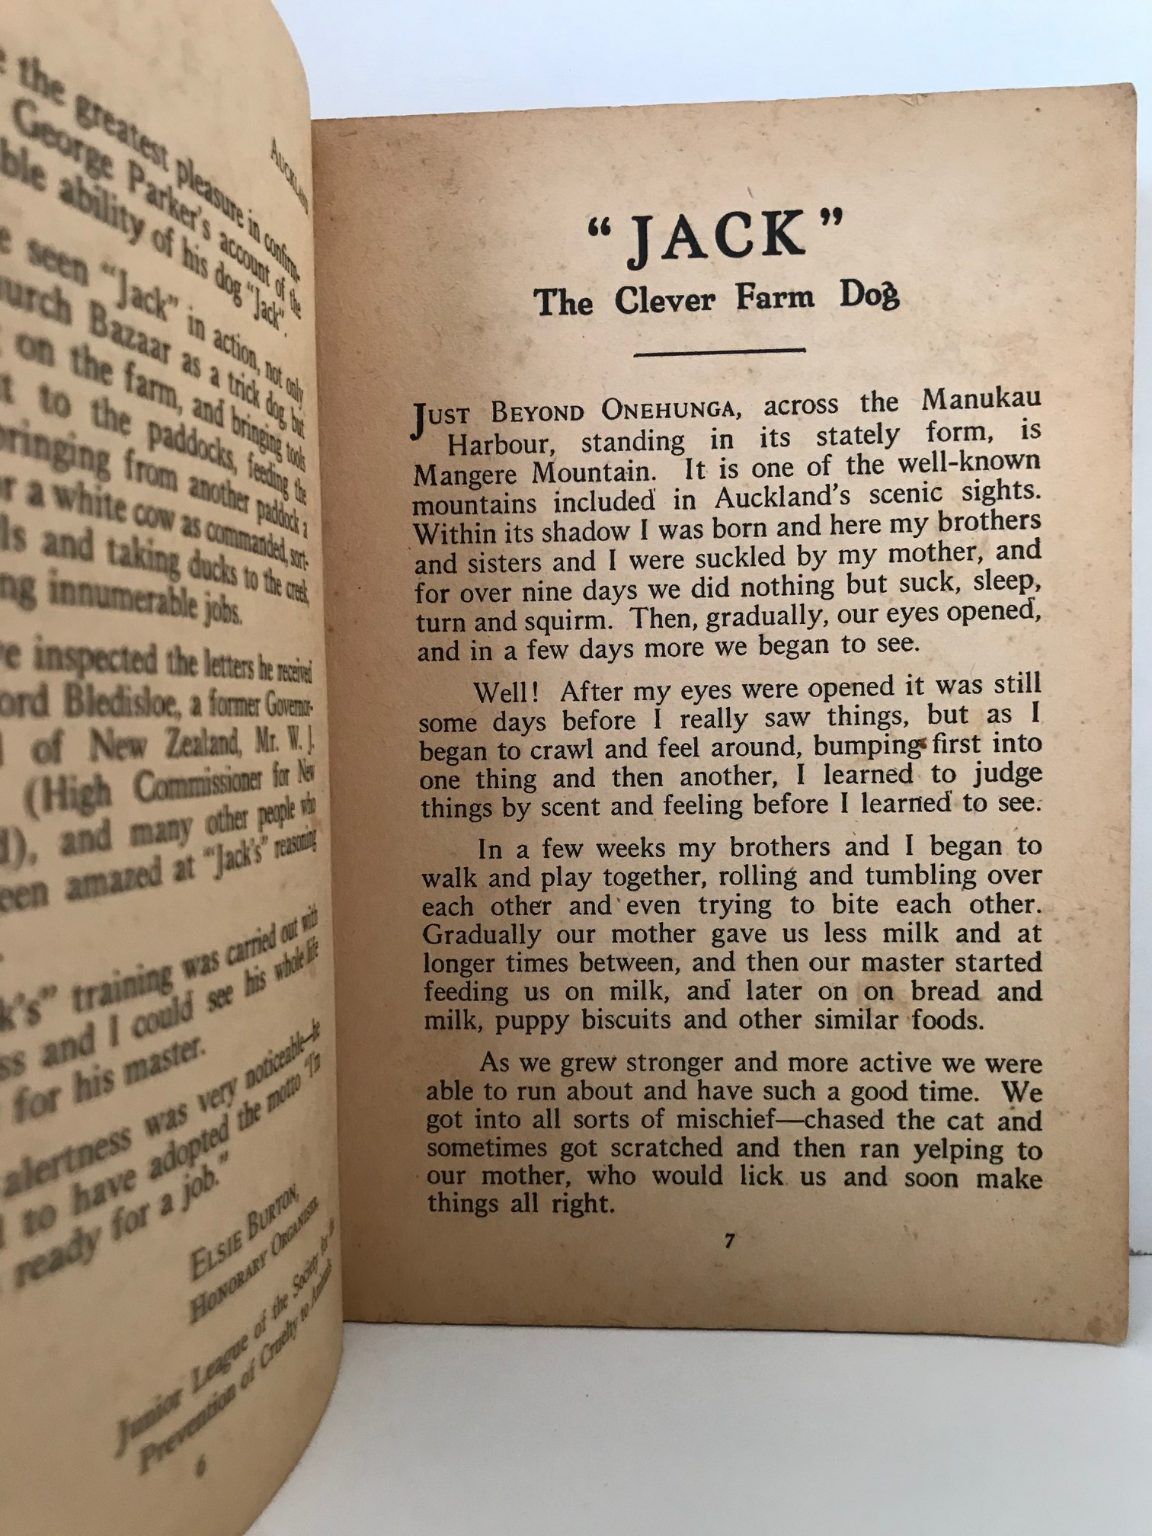 the greatest pleasure in confirm-
George Parker's account of the
ability of his dog "Jack".
seen "Jack" in action, not only
Bazaar as a trick dog, but
on the farm, and bringing tools
to the paddocks, feeding the
bringing from another paddock a
for a white cow as commanded, sort-
and taking ducks to the creek,
innumerable jobs.
inspected the letters he received
Bledisloe, a former Governor-
of New Zealand, Mr. W. J.
(High Commissioner for New
and many other people who
been amazed at "Jack's" reasoning
training was carried out with
and I could see his whole life
for his master.
alertness was very noticeable—he
to have adopted the motto "I'm
ready for a job."
ELSIE BURTON,
HONORARY ORGANISER.
Junior League of the Society for the
Prevention of Cruelty to Animals
6
"JACK"
The Clever Farm Dog
JUST BEYOND ONEHUNGA, across the Manukau
Harbour, standing in its stately form, is
Mangere Mountain. It is one of the well-known
mountains included in Auckland's scenic sights.
Within its shadow I was born and here my brothers
and sisters and I were suckled by my mother, and
for over nine days we did nothing but suck, sleep,
turn and squirm. Then, gradually, our eyes opened,
and in a few days more we began to see.
Well! After my eyes were opened it was still
some days before I really saw things, but as I
began to crawl and feel around, bumping first into
one thing and then another, I learned to judge
things by scent and feeling before I learned to see.
In a few weeks my brothers and I began to
walk and play together, rolling and tumbling over
each other and even trying to bite each other.
Gradually our mother gave us less milk and at
longer times between, and then our master started
feeding us on milk, and later on on bread and
milk, puppy biscuits and other similar foods.
As we grew stronger and more active we were
able to run about and have such a good time. We
got into all sorts of mischief—chased the cat and
sometimes got scratched and then ran yelping to
our mother, who would lick us and soon make
things all right.
7